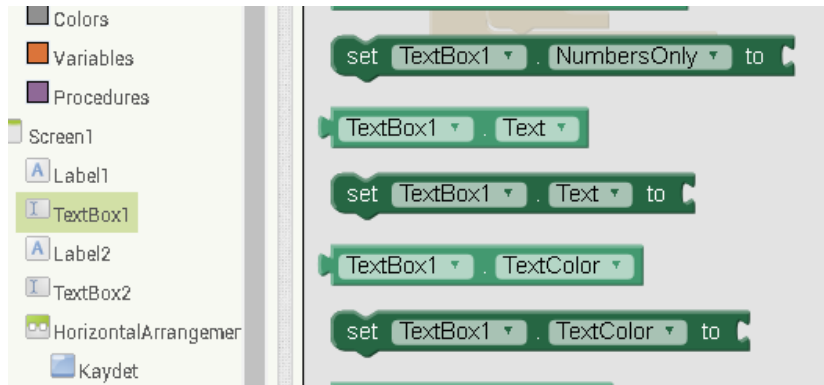 Colors
Variables
Procedures
Screen1
Label1
TextBox1
Label2
TextBox2
HorizontalArrangemer
Kaydet
set TextBox1 . NumbersOnly to
TextBox1 . Text
set TextBox1 . Text to
TextBox1 . TextColor
set TextBox1 . TextColor to